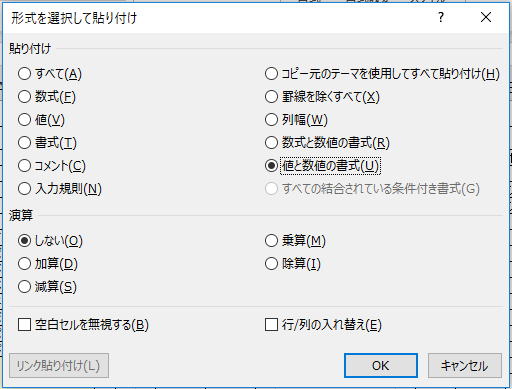 形式を選択して貼り付け
? ×
貼り付け
すべて(A)
コピー元のテーマを使用してすべて貼り付け(H)
数式(F)
罫線を除くすべて(X)
値(V)
列幅(W)
書式(T)
数式と数値の書式(R)
コメント(C)
値と数値の書式(U)
入力規則(N)
すべての結合されている条件付き書式(G)
演算
しない(O)
乗算(M)
加算(D)
除算(I)
減算(S)
空白セルを無視する(B)
行/列の入れ替え(E)
リンク貼り付け(L)
OK
キャンセル